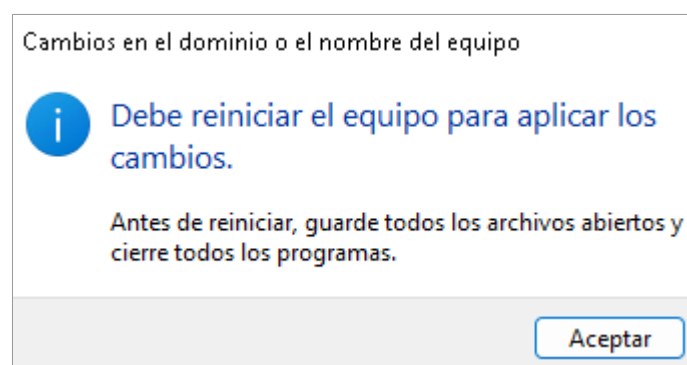 Cambios en el dominio o el nombre del equipo
Debe reiniciar el equipo para aplicar los
cambios.
Antes de reiniciar, guarde todos los archivos abiertos y
cierre todos los programas.
Aceptar